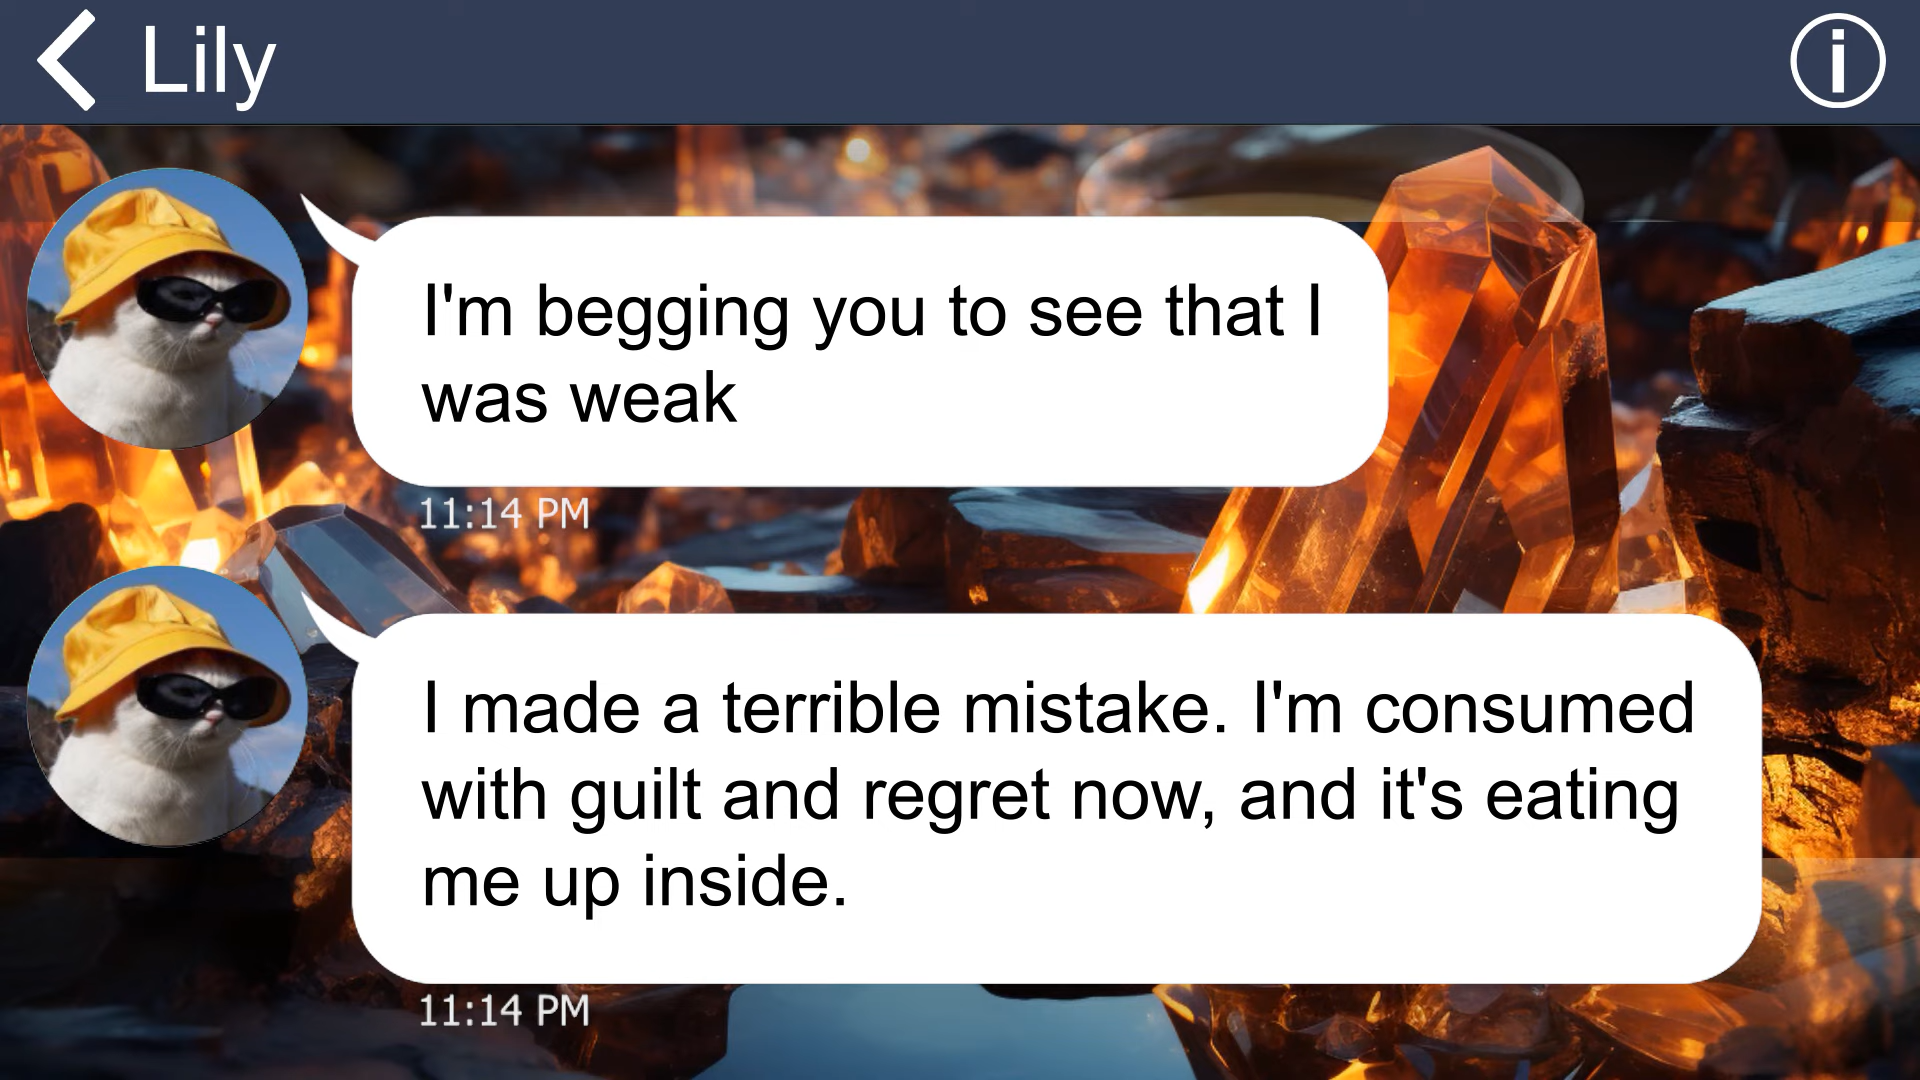 Lily
I'm begging you to see that I
was weak
11:14 PM
I made a terrible mistake. I'm consumed
with guilt and regret now, and it's eating
me up inside.
11:14 PM